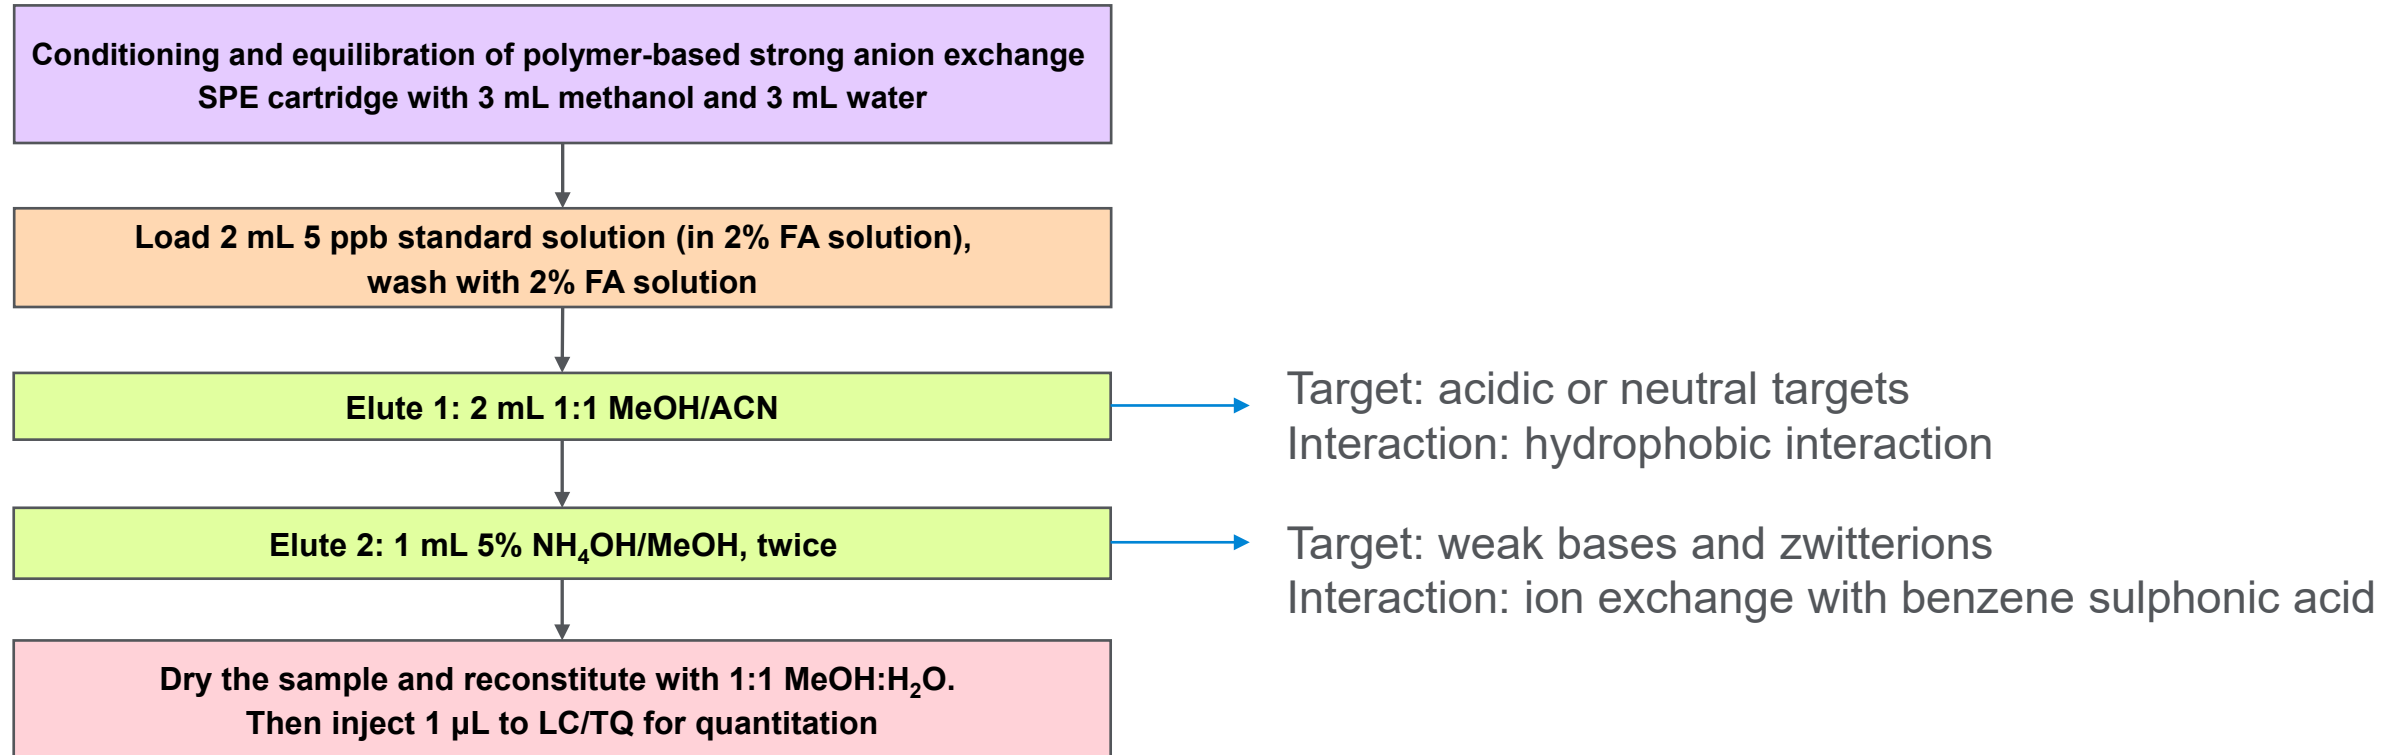 Conditioning and equilibration of polymer-based strong anion exchange
SPE cartridge with 3 mL methanol and 3 mL water
Load 2 mL 5 ppb standard solution (in 2% FA solution),
wash with 2% FA solution
Elute 1: 2 mL 1:1 MeOH/ACN
Target: acidic or neutral targets
Interaction: hydrophobic interaction
Elute 2: 1 mL 5% NH₄OH/MeOH, twice
Target: weak bases and zwitterions
Interaction: ion exchange with benzene sulphonic acid
Dry the sample and reconstitute with 1:1 MeOH:H₂O.
Then inject 1 µL to LC/TQ for quantitation